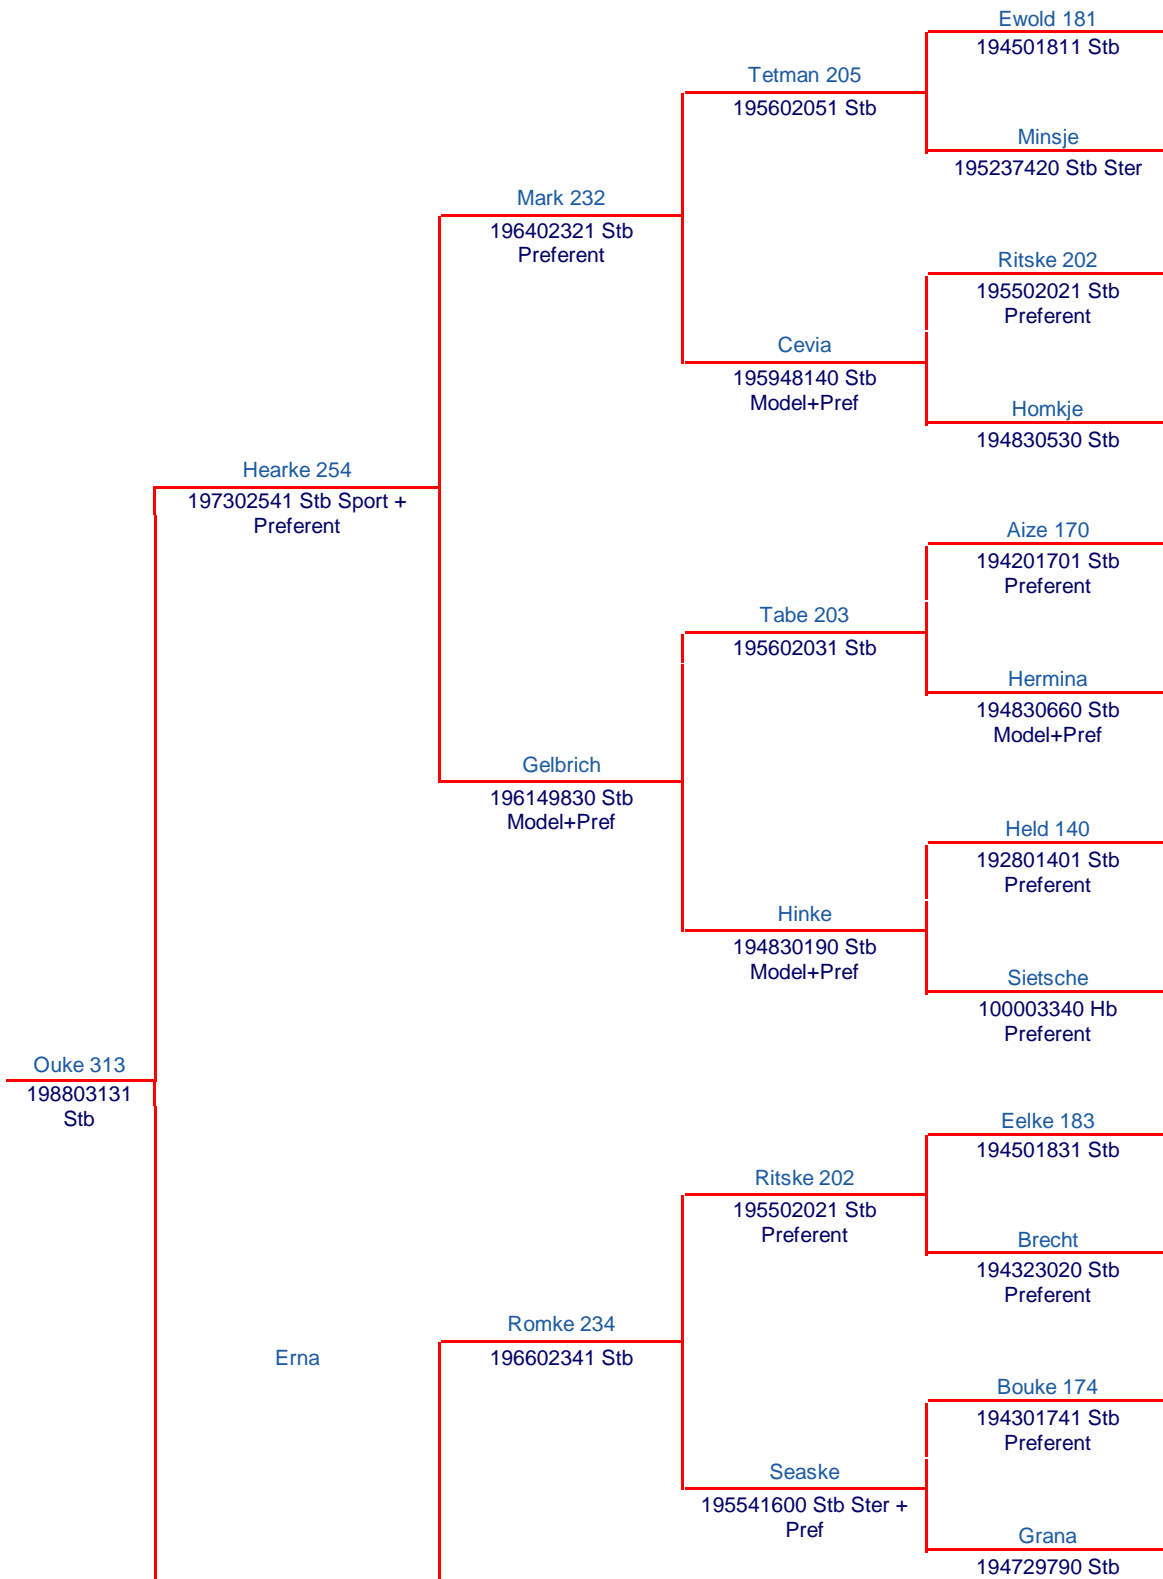 Ewold 181
194501811 Stb
Tetman 205
195602051 Stb
Minsje
195237420 Stb Ster
Mark 232
196402321 Stb
Preferent
Ritske 202
195502021 Stb
Preferent
Cevia
195948140 Stb
Model+Pref
Homkje
194830530 Stb
Hearke 254
197302541 Stb Sport +
Preferent
Aize 170
194201701 Stb
Preferent
Tabe 203
195602031 Stb
Hermina
194830660 Stb
Model+Pref
Gelbrich
196149830 Stb
Model+Pref
Held 140
192801401 Stb
Preferent
Hinke
194830190 Stb
Model+Pref
Sietsche
100003340 Hb
Preferent
Ouke 313
198803131
Stb
Eelke 183
194501831 Stb
Ritske 202
195502021 Stb
Preferent
Brecht
194323020 Stb
Preferent
Romke 234
196602341 Stb
Erna
Bouke 174
194301741 Stb
Preferent
Seaske
195541600 Stb Ster +
Pref
Grana
194729790 Stb